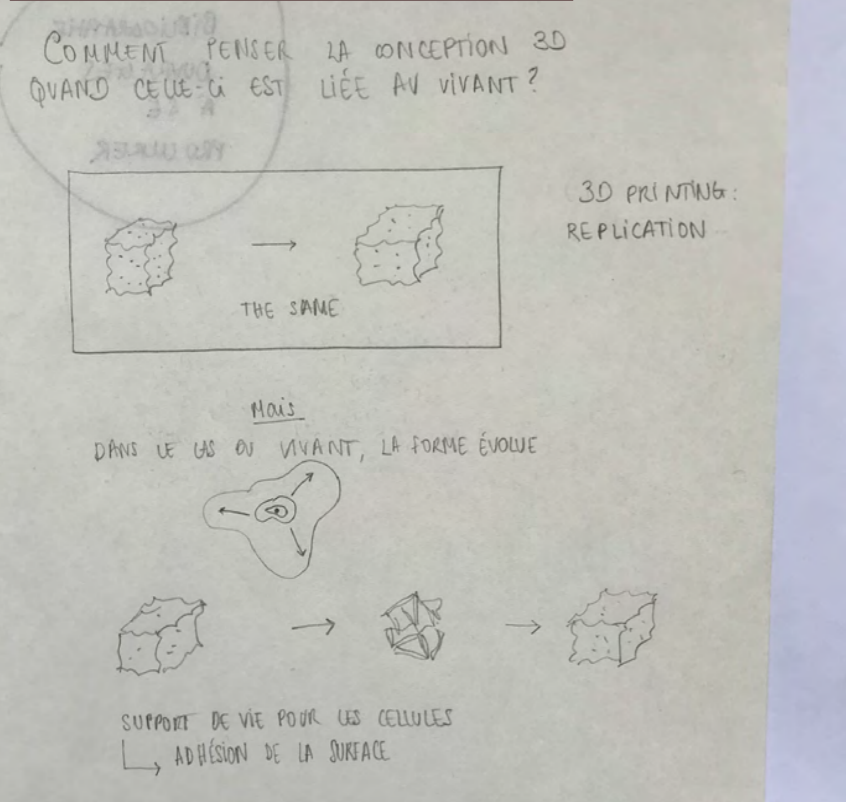 COMMENT PENSER LA CONCEPTION 3D
QUAND CELLE-Ci EST LiÉE AU ViVANT?
3D PRiNTiNG:
REPLiCATiON
THE SAME
Mais
DANS LE CAS DU ViVANT, LA FORME ÉVOLUE
SUPPORT DE ViE POUR LES CELLULES
ADHÉSiON DE LA SURFACE